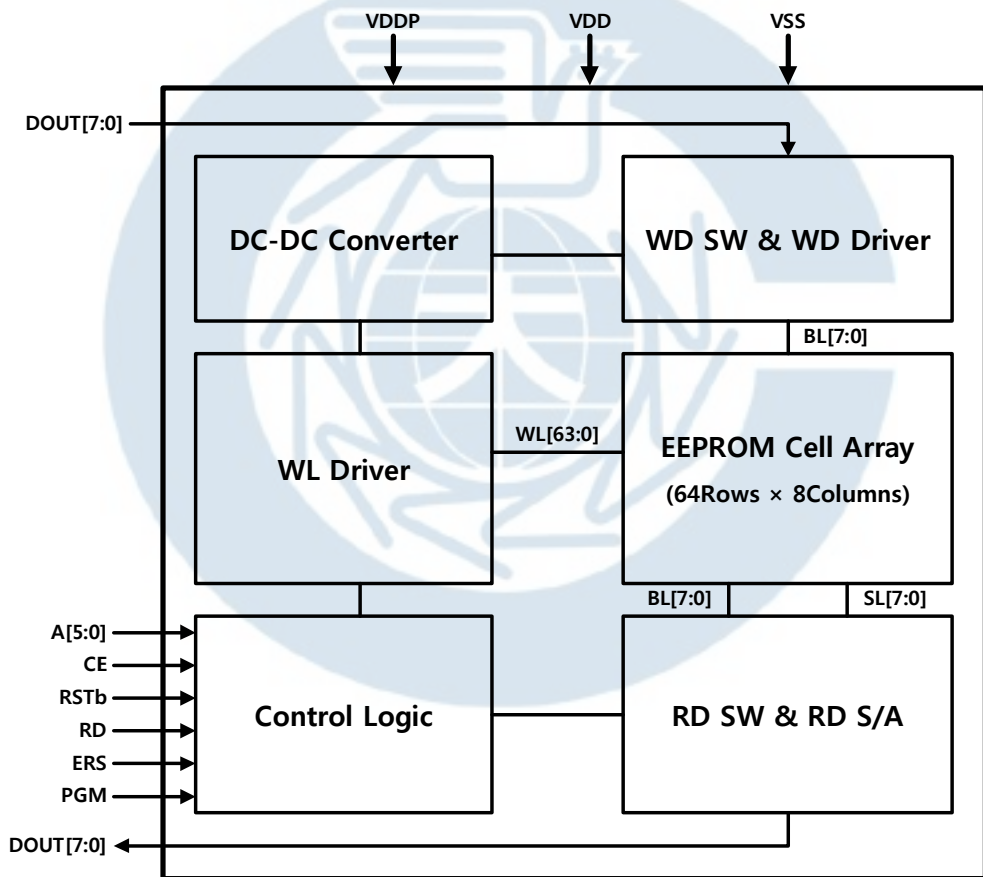 VDDP
VDD
VSS
DOUT[7:0]
DC-DC Converter
WD SW & WD Driver
BL[7:0]
WL Driver
WL[63:0]
EEPROM Cell Array
(64Rows × 8Columns)
BL[7:0]
SL[7:0]
A[5:0]
CE
RSTb
RD
ERS
PGM
Control Logic
RD SW & RD S/A
DOUT[7:0]